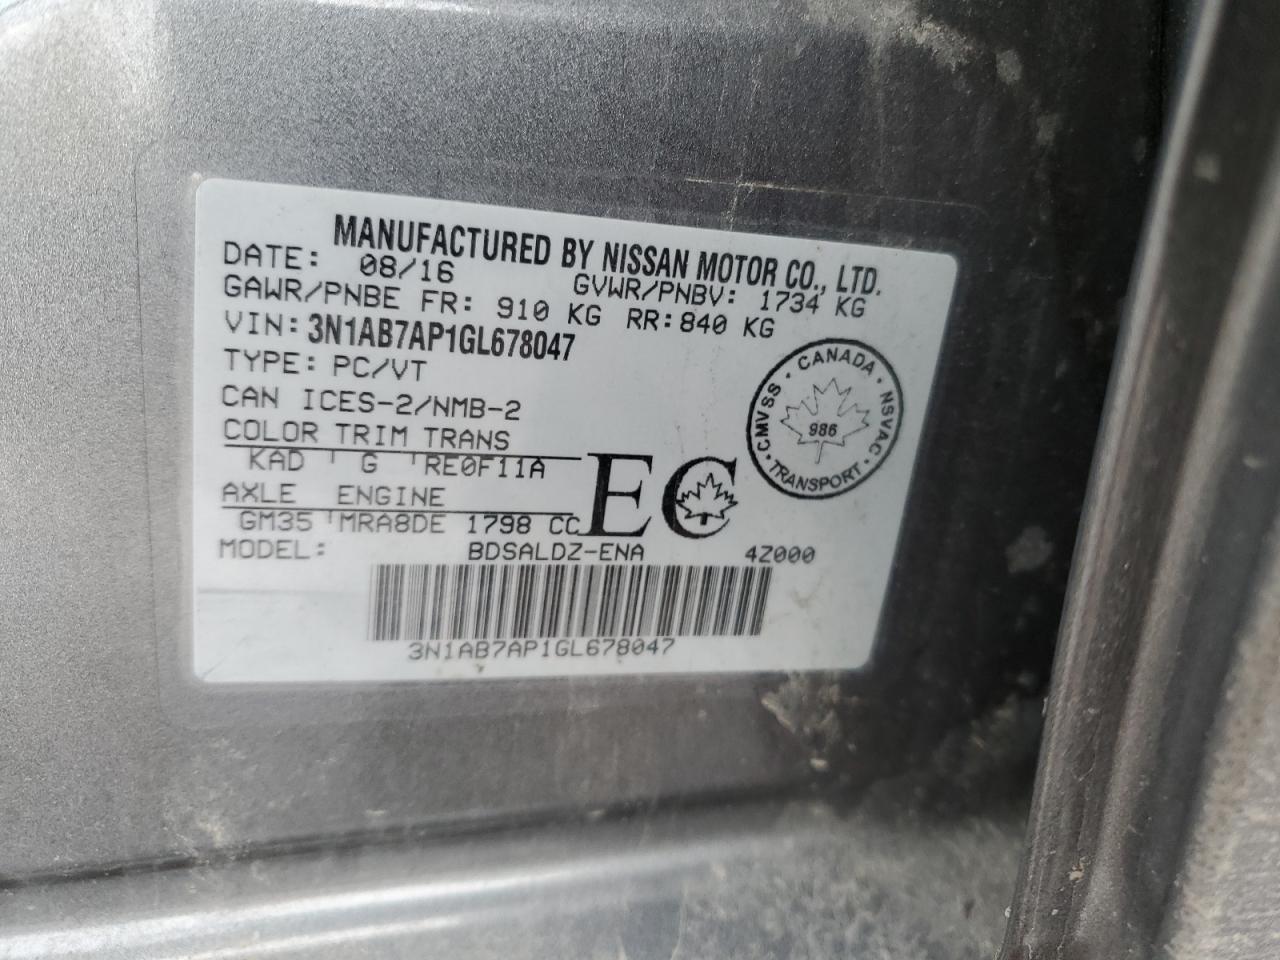 MANUFACTURED BY NISSAN MOTOR CO., LTD.
DATE: 08/16 GVWR/PNBV: 1734 KG
GAWR/PNBE FR: 910 KG RR: 840 KG
VIN: 3N1AB7AP1GL678047
TYPE: PC/VT
CAN ICES-2/NMB-2
COLOR TRIM TRANS
KAD G RE0F11A
AXLE ENGINE
GM35 MRA8DE 1798 CC
EC
CANADA · NSVAC · TRANSPORT · CMVSS ·
986
MODEL: BDSALDZ-ENA 4Z000
3N1AB7AP1GL678047